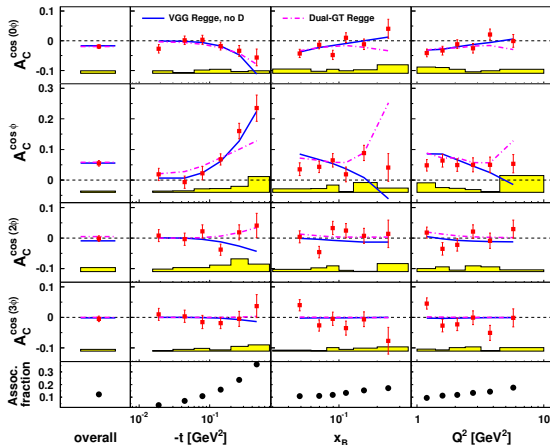 VGG Regge, no D
Dual-GT Regge
A_C^cos (0φ)
0.1
0
-0.1
A_C^cos φ
0.3
0.2
0.1
0
A_C^cos (2φ)
0.1
0
-0.1
A_C^cos (3φ)
0.1
0
-0.1
Assoc. fraction
0.3
0.2
0.1
10^-2 10^-1
10^-1
1 10
overall
-t [GeV^2]
x_B
Q^2 [GeV^2]